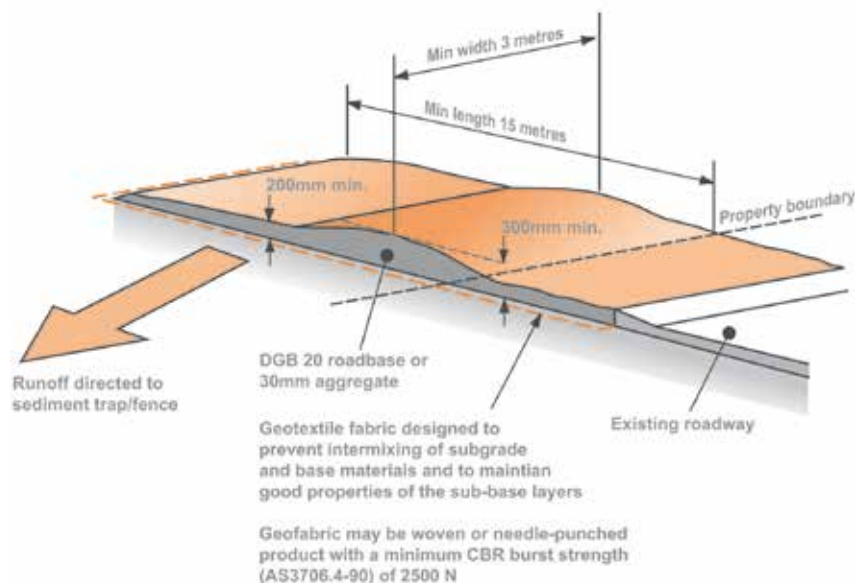 Min width 3 metres
Min length 15 metres
200mm min.
300mm min.
Property boundary
Runoff directed to
sediment trap/fence
DGB 20 roadbase or
30mm aggregate
Existing roadway
Geotextile fabric designed to
prevent intermixing of subgrade
and base materials and to maintian
good properties of the sub-base layers
Geofabric may be woven or needle-punched
product with a minimum CBR burst strength
(AS3706.4-90) of 2500 N